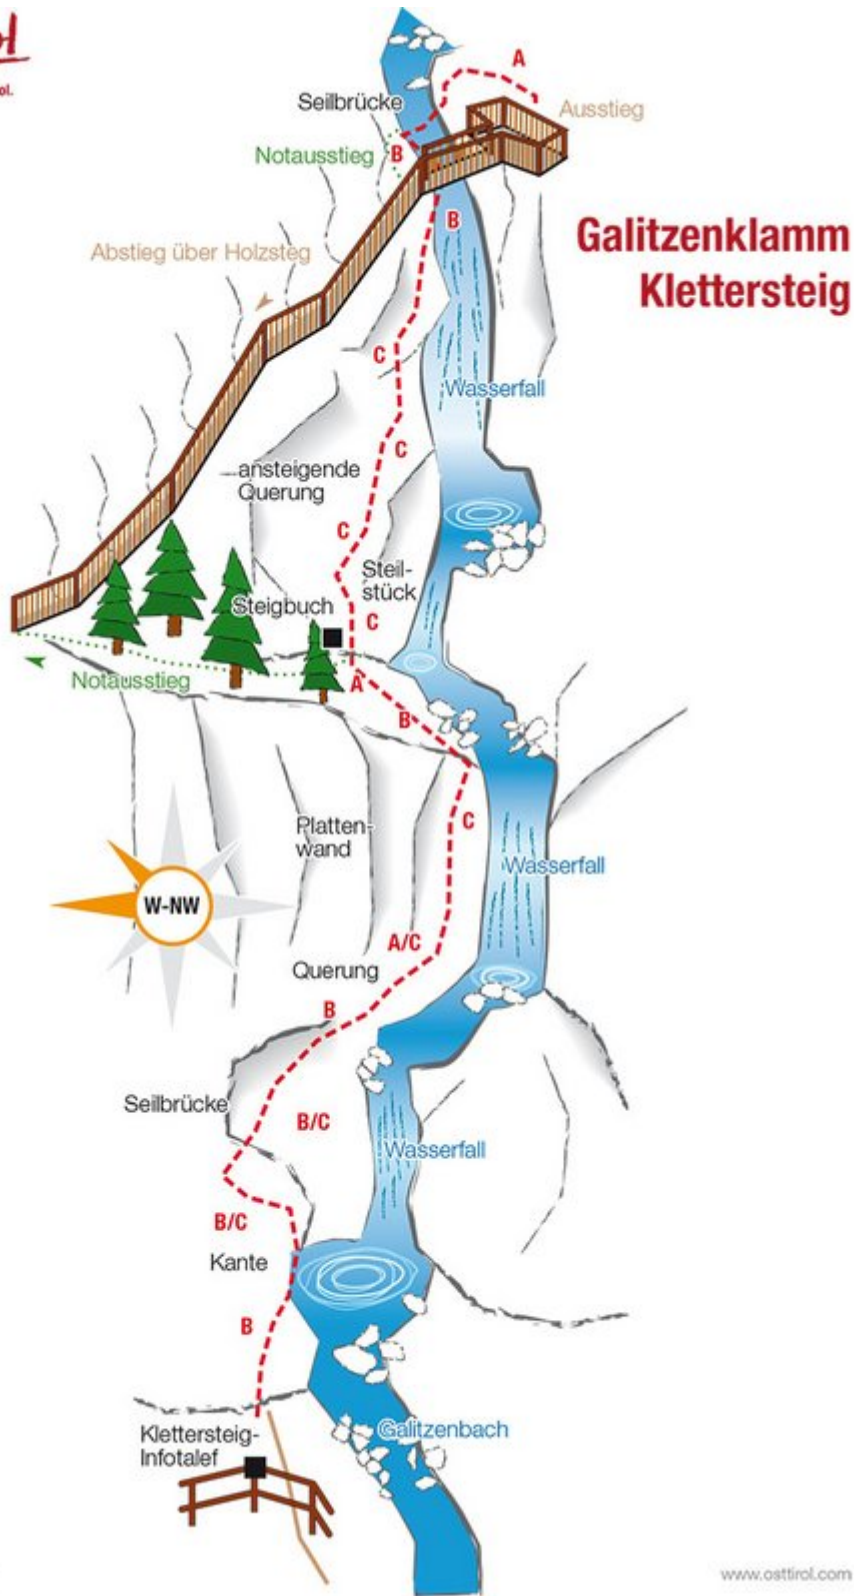 ol.
A
Seilbrücke
Ausstieg
Notausstieg
B
B
Galitzenklamm
Klettersteig
Abstieg über Holzsteg
C
Wasserfall
C
ansteigende
Querung
C
Steil-
stück
Steigbuch
C
Notausstieg
A
B
C
Platten-
wand
Wasserfall
W-NW
A/C
Querung
B
Seilbrücke
B/C
Wasserfall
B/C
Kante
B
Klettersteig-
Infotalef
Galitzenbach
www.osttirol.com